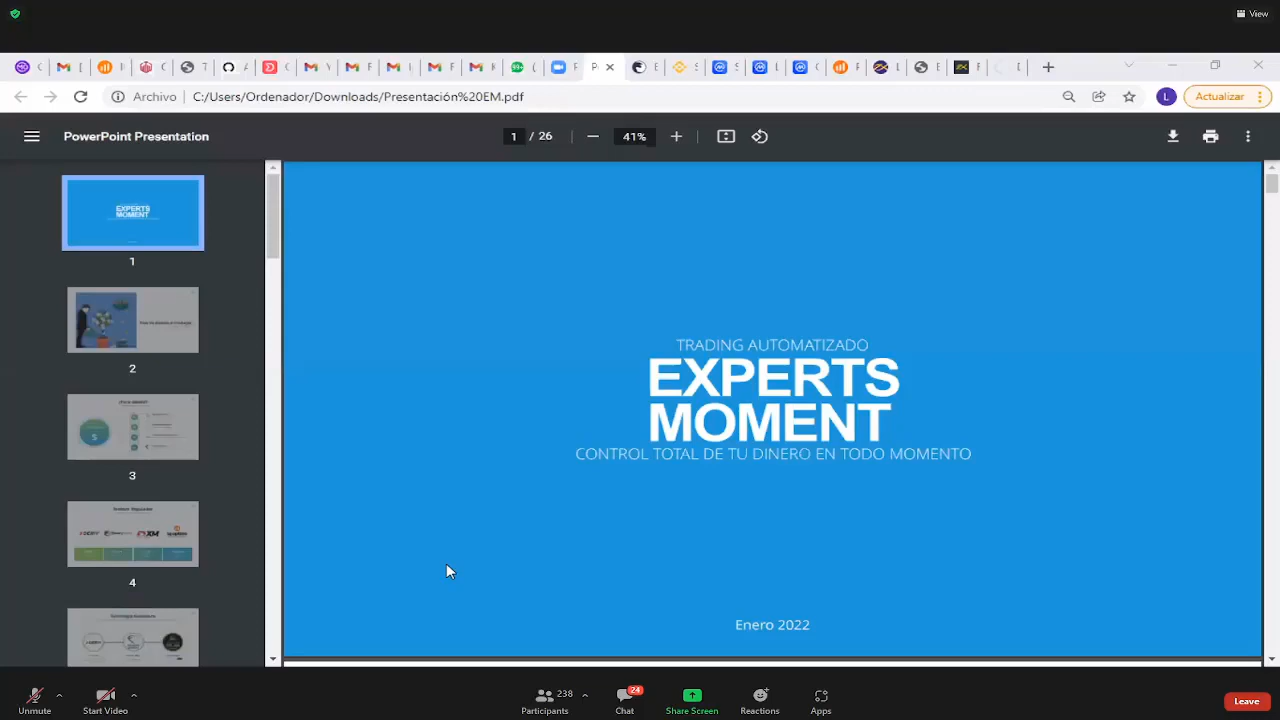 View
Actualizar
Archivo
C:/Users/Ordenador/Downloads/Presentación%20EM.pdf
L
PowerPoint Presentation
1 / 26
41%
EXPERTS
MOMENT
1
2
3
4
TRADING AUTOMATIZADO
EXPERTS
MOMENT
CONTROL TOTAL DE TU DINERO EN TODO MOMENTO
Enero 2022
Unmute
Start Video
238
Participants
24
Chat
Share Screen
Reactions
Apps
Leave